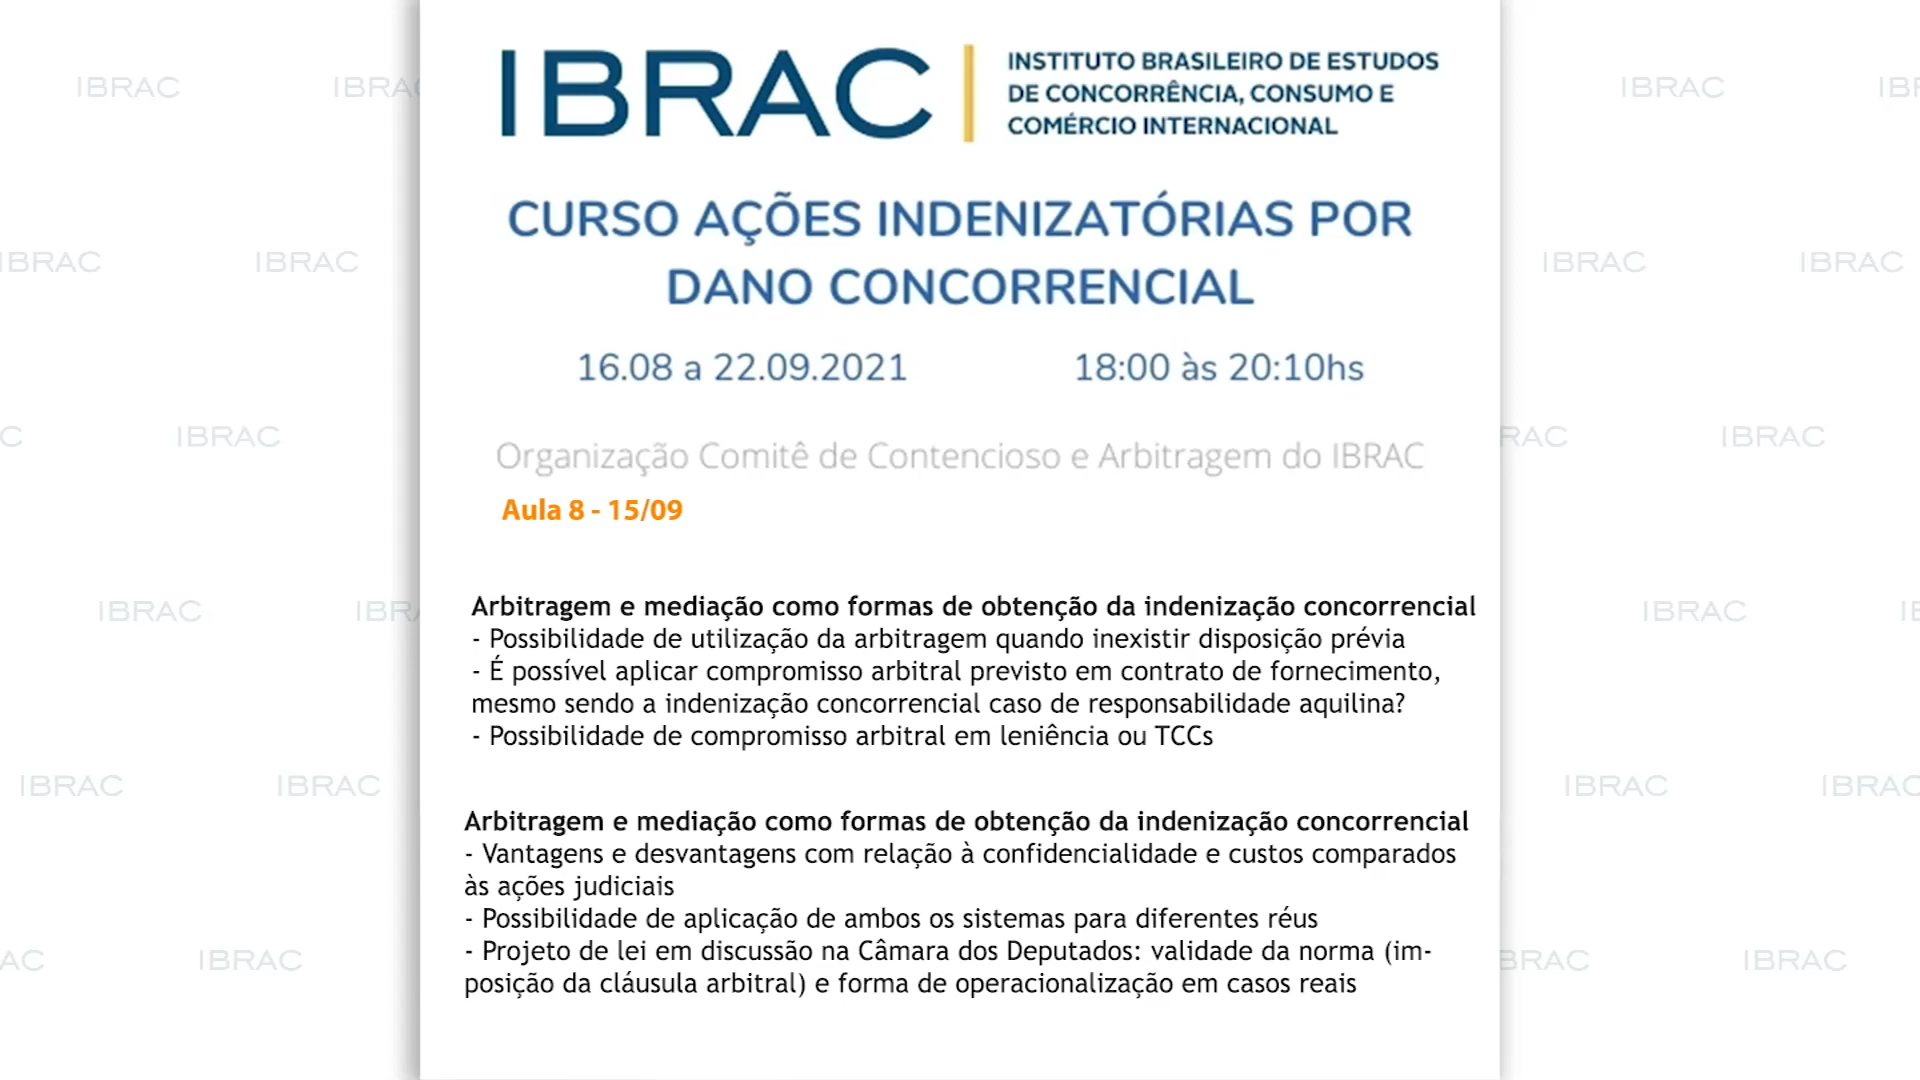 IBRAC
INSTITUTO BRASILEIRO DE ESTUDOS
DE CONCORRÊNCIA, CONSUMO E
COMÉRCIO INTERNACIONAL
CURSO AÇÕES INDENIZATÓRIAS POR
DANO CONCORRENCIAL
16.08 a 22.09.2021 18:00 às 20:10hs
Organização Comitê de Contencioso e Arbitragem do IBRAC
Aula 8 - 15/09
Arbitragem e mediação como formas de obtenção da indenização concorrencial
- Possibilidade de utilização da arbitragem quando inexistir disposição prévia
- É possível aplicar compromisso arbitral previsto em contrato de fornecimento,
mesmo sendo a indenização concorrencial caso de responsabilidade aquilina?
- Possibilidade de compromisso arbitral em leniência ou TCCs
Arbitragem e mediação como formas de obtenção da indenização concorrencial
- Vantagens e desvantagens com relação à confidencialidade e custos comparados
às ações judiciais
- Possibilidade de aplicação de ambos os sistemas para diferentes réus
- Projeto de lei em discussão na Câmara dos Deputados: validade da norma (im-
posição da cláusula arbitral) e forma de operacionalização em casos reais